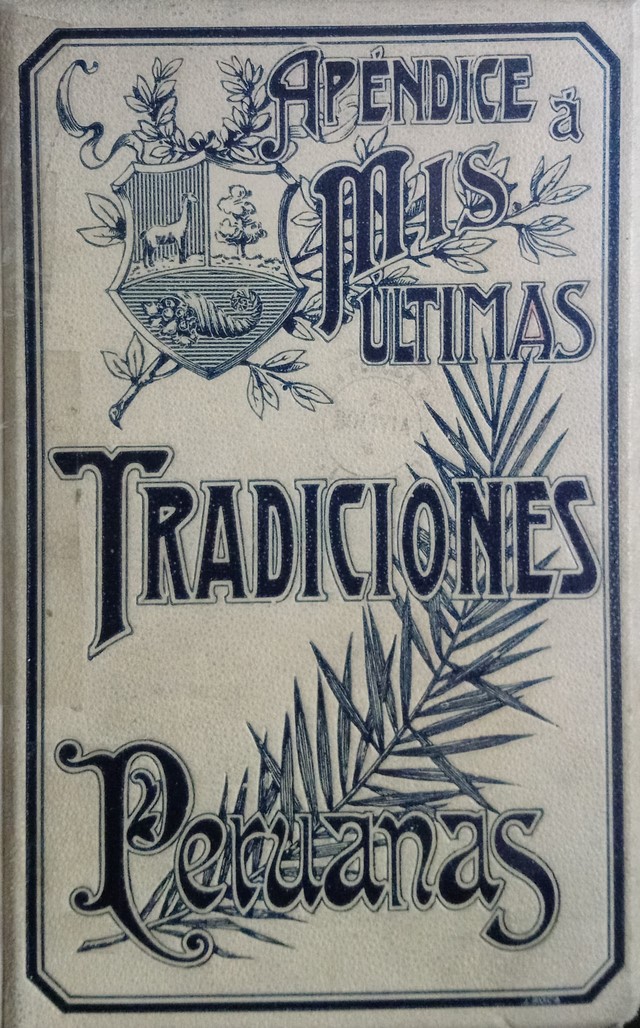 APÉNDICE á
MIS
ÚLTIMAS
TRADICIONES
Peruanas